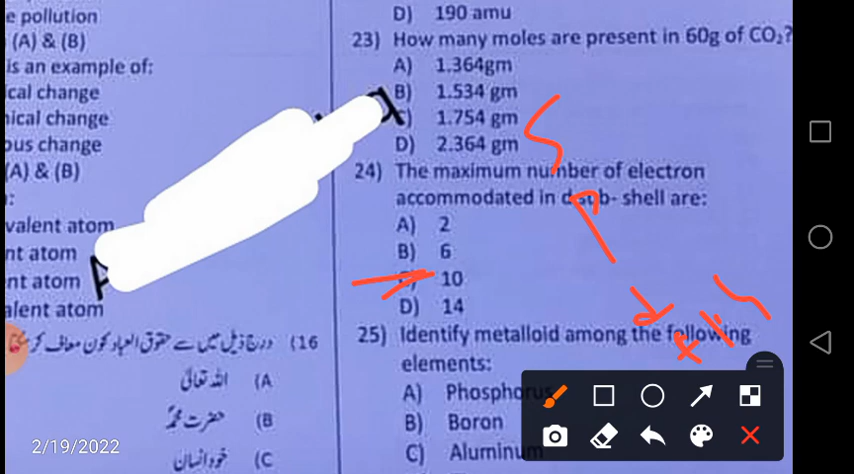 e pollution
(A) & (B)
is an example of:
ical change
nical change
ous change
(A) & (B)
:
valent atom
nt atom
nt atom
alent atom
16) درج ذیل میں سے حقوق العباد کون معاف کر
A) اللہ تعالیٰ
B) حضرت محمدؐ
C) خود انسان
D) 190 amu
23) How many moles are present in 60g of CO₂?
A) 1.364gm
B) 1.534 gm
C) 1.754 gm
D) 2.364 gm
24) The maximum number of electron
accommodated in d sub- shell are:
A) 2
B) 6
C) 10
D) 14
25) Identify metalloid among the following
elements:
A) Phosphorus
B) Boron
C) Aluminum
2/19/2022